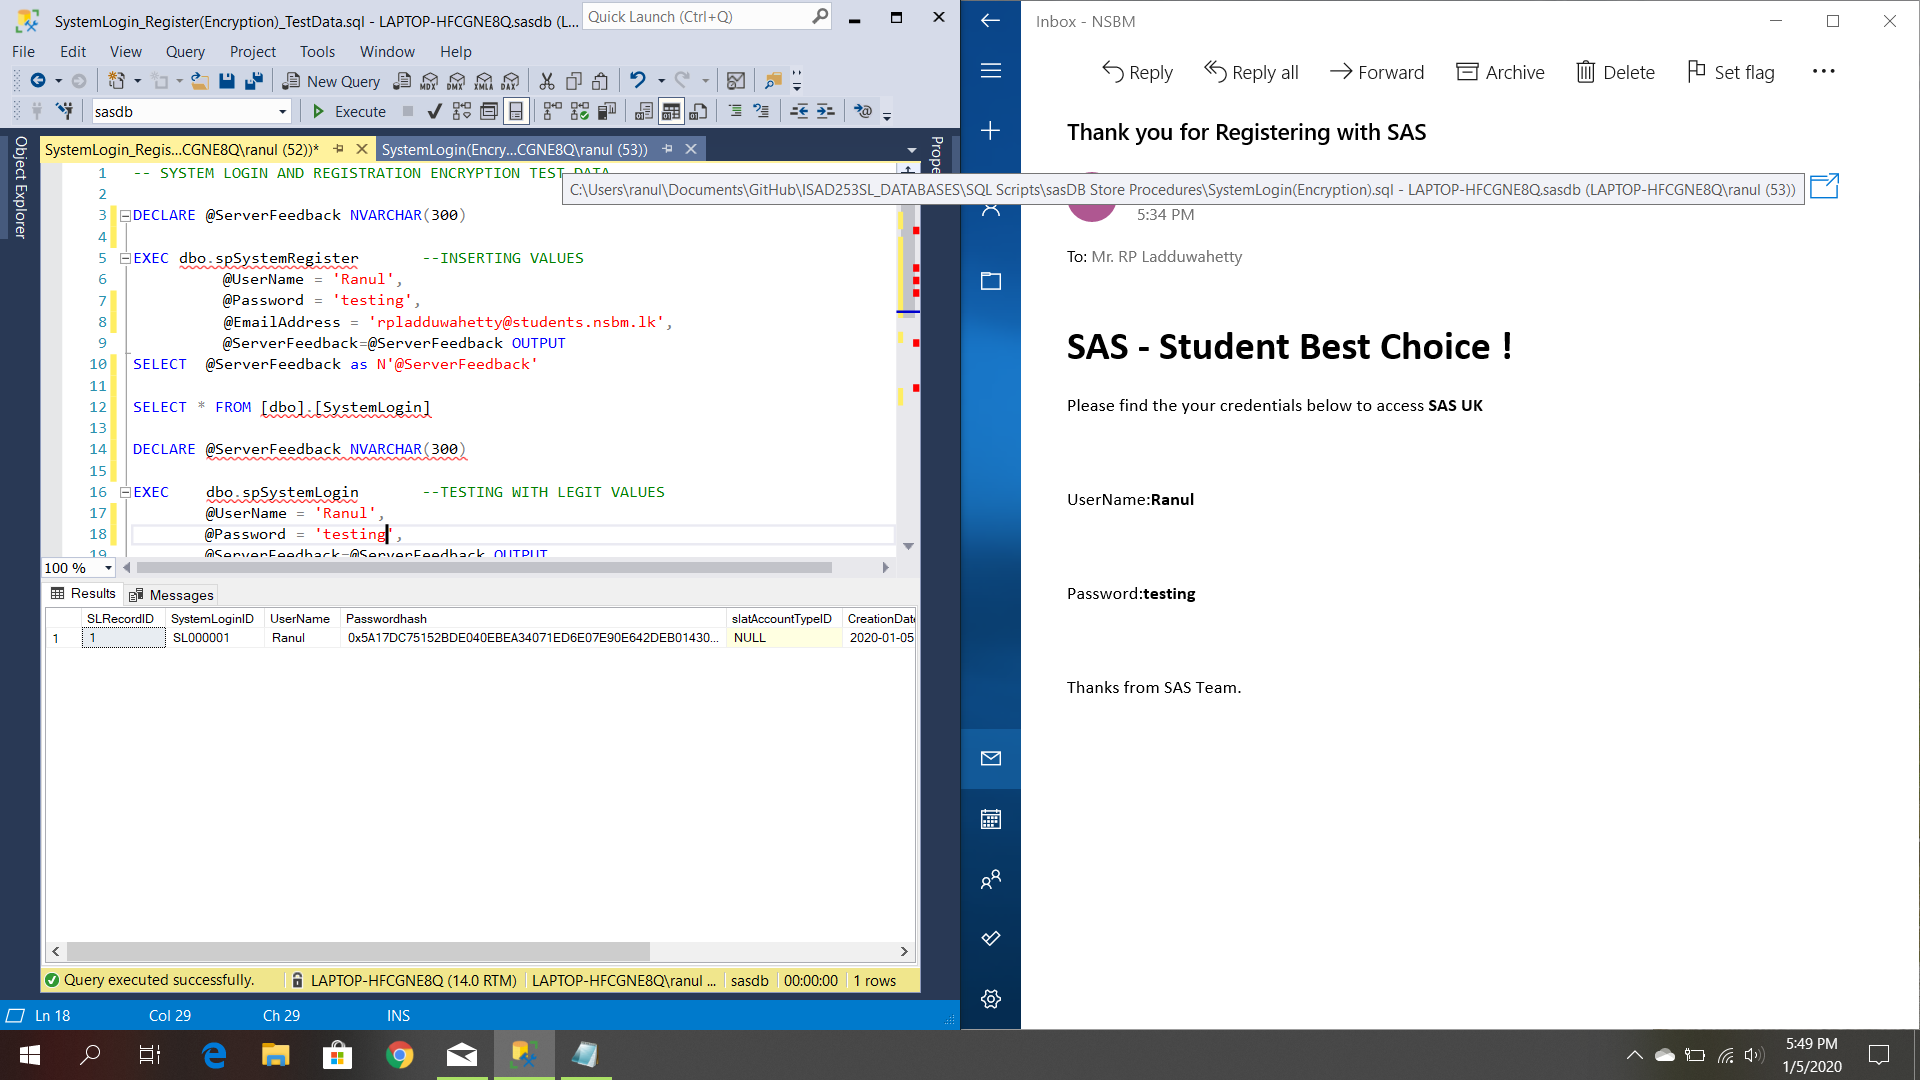 SystemLogin_Register(Encryption)_TestData.sql - LAPTOP-HFCGNE8Q.sasdb (L...
Quick Launch (Ctrl+Q)
File Edit View Query Project Tools Window Help
New Query
MDX DMX XMLA DAX
sasdb
Execute
Object Explorer
SystemLogin_Regis...CGNE8Q\ranul (52))*
SystemLogin(Encry...CGNE8Q\ranul (53))
Prope
1 -- SYSTEM LOGIN AND REGISTRATION ENCRYPTION TEST DATA
2
3 DECLARE @ServerFeedback NVARCHAR(300)
4
5 EXEC dbo.spSystemRegister --INSERTING VALUES
6 @UserName = 'Ranul',
7 @Password = 'testing',
8 @EmailAddress = 'rpladduwahetty@students.nsbm.lk',
9 @ServerFeedback=@ServerFeedback OUTPUT
10 SELECT @ServerFeedback as N'@ServerFeedback'
11
12 SELECT * FROM [dbo].[SystemLogin]
13
14 DECLARE @ServerFeedback NVARCHAR(300)
15
16 EXEC dbo.spSystemLogin --TESTING WITH LEGIT VALUES
17 @UserName = 'Ranul',
18 @Password = 'testing',
19 @ServerFeedback=@ServerFeedback OUTPUT
100 %
Results Messages
SLRecordID SystemLoginID UserName Passwordhash slatAccountTypeID CreationDate
1 1 SL000001 Ranul 0x5A17DC75152BDE040EBEA34071ED6E07E90E642DEB01430... NULL 2020-01-05
Query executed successfully. LAPTOP-HFCGNE8Q (14.0 RTM) LAPTOP-HFCGNE8Q\ranul ... sasdb 00:00:00 1 rows
Ln 18 Col 29 Ch 29 INS
Inbox - NSBM
Reply Reply all Forward Archive Delete Set flag
Thank you for Registering with SAS
C:\Users\ranul\Documents\GitHub\ISAD253SL_DATABASES\SQL Scripts\sasDB Store Procedures\SystemLogin(Encryption).sql - LAPTOP-HFCGNE8Q.sasdb (LAPTOP-HFCGNE8Q\ranul (53))
5:34 PM
To: Mr. RP Ladduwahetty
SAS - Student Best Choice !
Please find the your credentials below to access SAS UK
UserName:Ranul
Password:testing
Thanks from SAS Team.
5:49 PM
1/5/2020